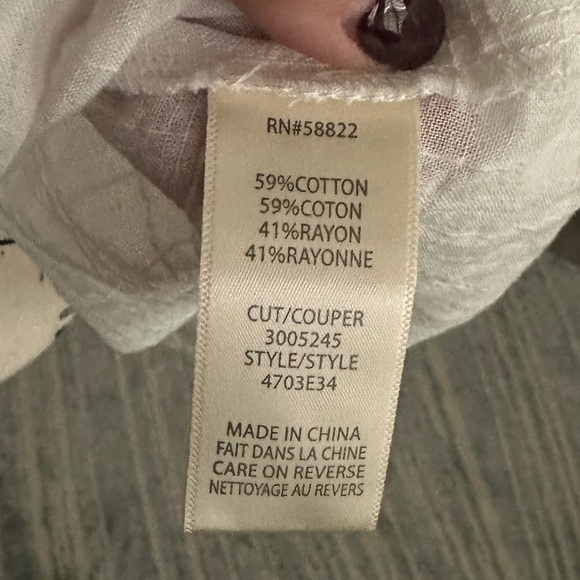 RN#58822
59%COTTON
59%COTON
41%RAYON
41%RAYONNE
CUT/COUPER
3005245
STYLE/STYLE
4703E34
MADE IN CHINA
FAIT DANS LA CHINE
CARE ON REVERSE
NETTOYAGE AU REVERS